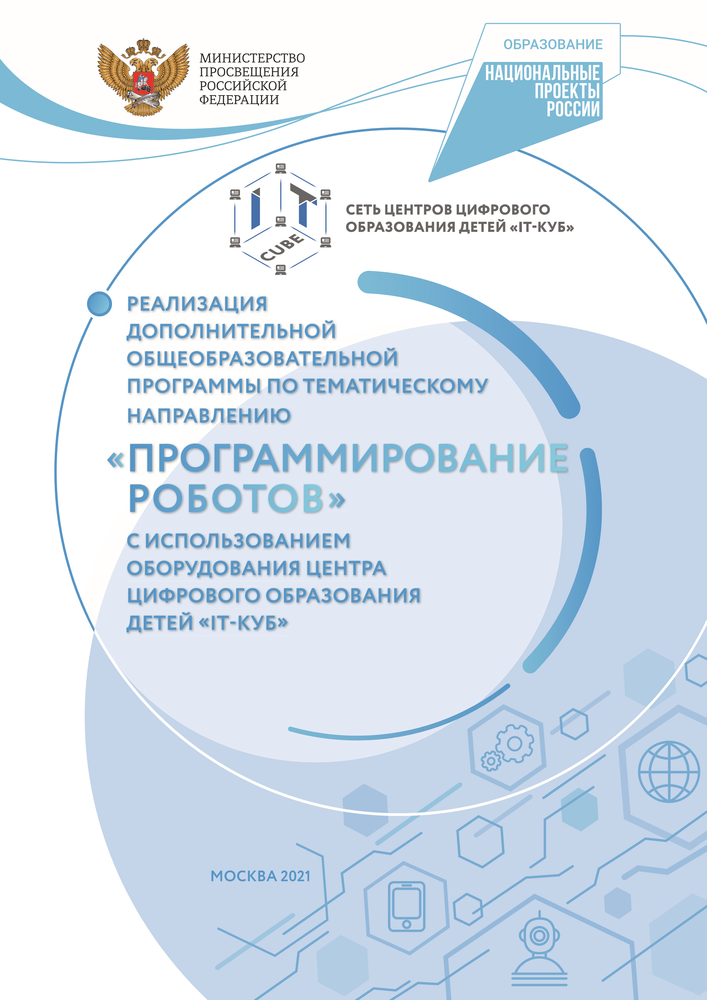 МИНИСТЕРСТВО
ПРОСВЕЩЕНИЯ
РОССИЙСКОЙ
ФЕДЕРАЦИИ
ОБРАЗОВАНИЕ
НАЦИОНАЛЬНЫЕ
ПРОЕКТЫ
РОССИИ
IT
CUBE
СЕТЬ ЦЕНТРОВ ЦИФРОВОГО
ОБРАЗОВАНИЯ ДЕТЕЙ «IT-КУБ»
РЕАЛИЗАЦИЯ
ДОПОЛНИТЕЛЬНОЙ
ОБЩЕОБРАЗОВАТЕЛЬНОЙ
ПРОГРАММЫ ПО ТЕМАТИЧЕСКОМУ
НАПРАВЛЕНИЮ
«ПРОГРАММИРОВАНИЕ
РОБОТОВ»
С ИСПОЛЬЗОВАНИЕМ
ОБОРУДОВАНИЯ ЦЕНТРА
ЦИФРОВОГО ОБРАЗОВАНИЯ
ДЕТЕЙ «IT-КУБ»
МОСКВА 2021